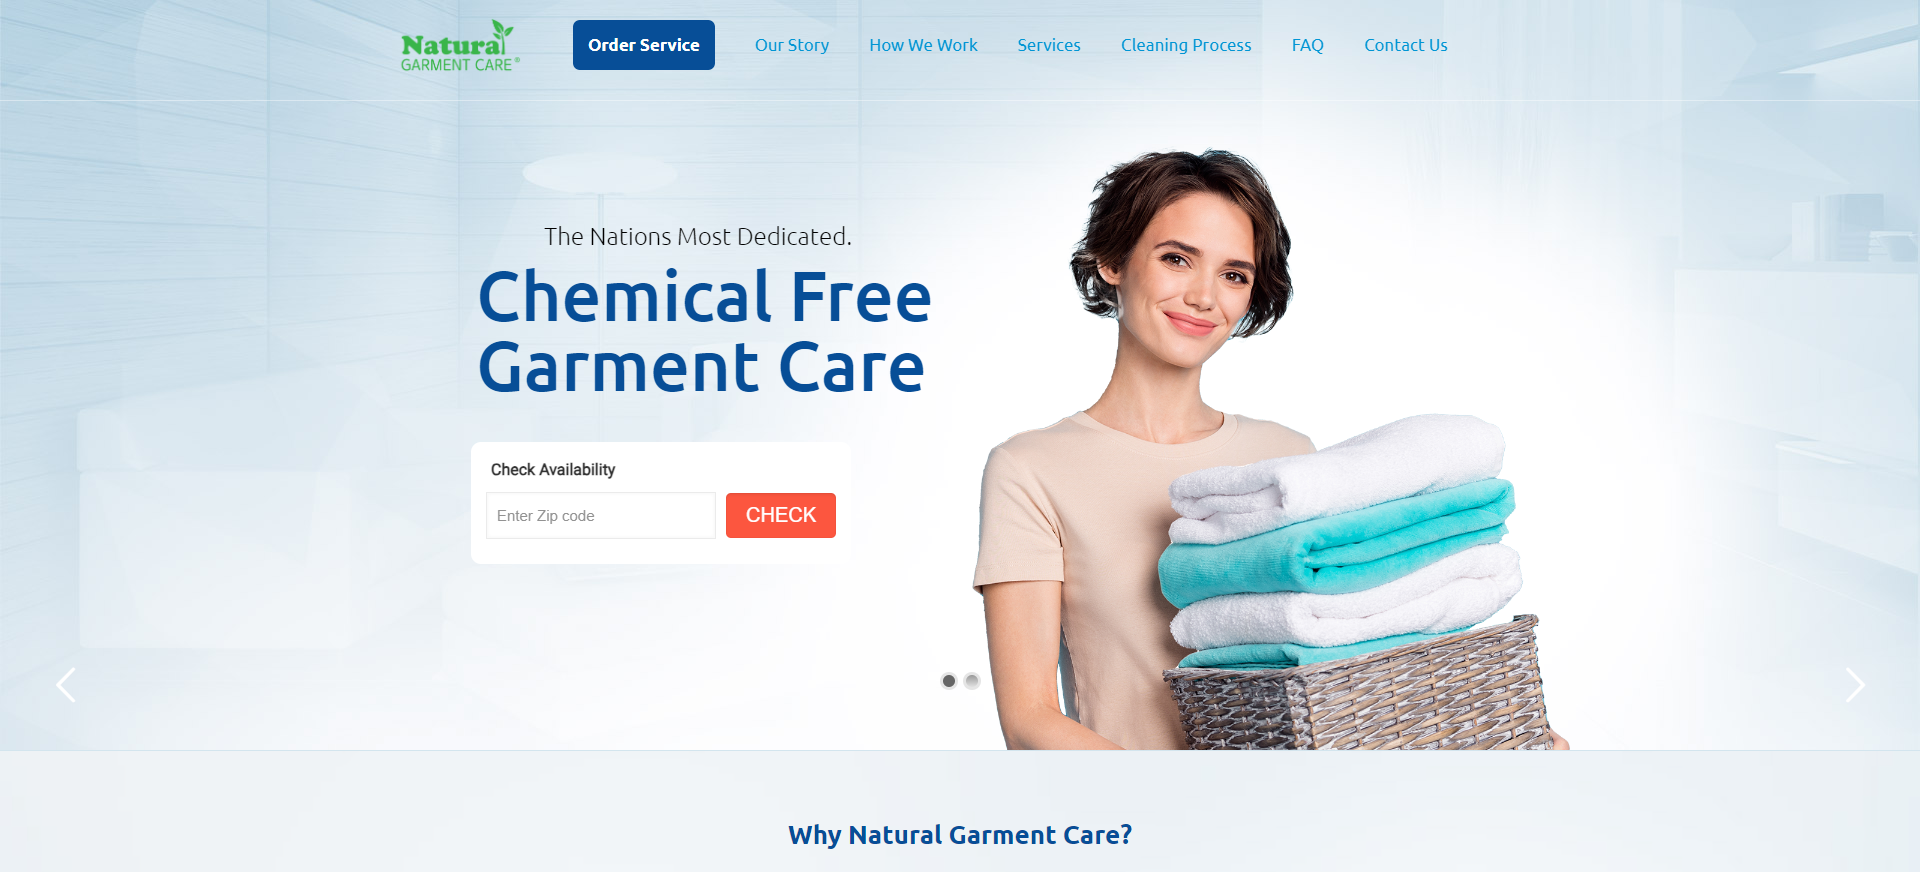 Natural
GARMENT CARE®
Order Service
Our Story
How We Work
Services
Cleaning Process
FAQ
Contact Us
The Nations Most Dedicated.
Chemical Free
Garment Care
Check Availability
Enter Zip code
CHECK
Why Natural Garment Care?